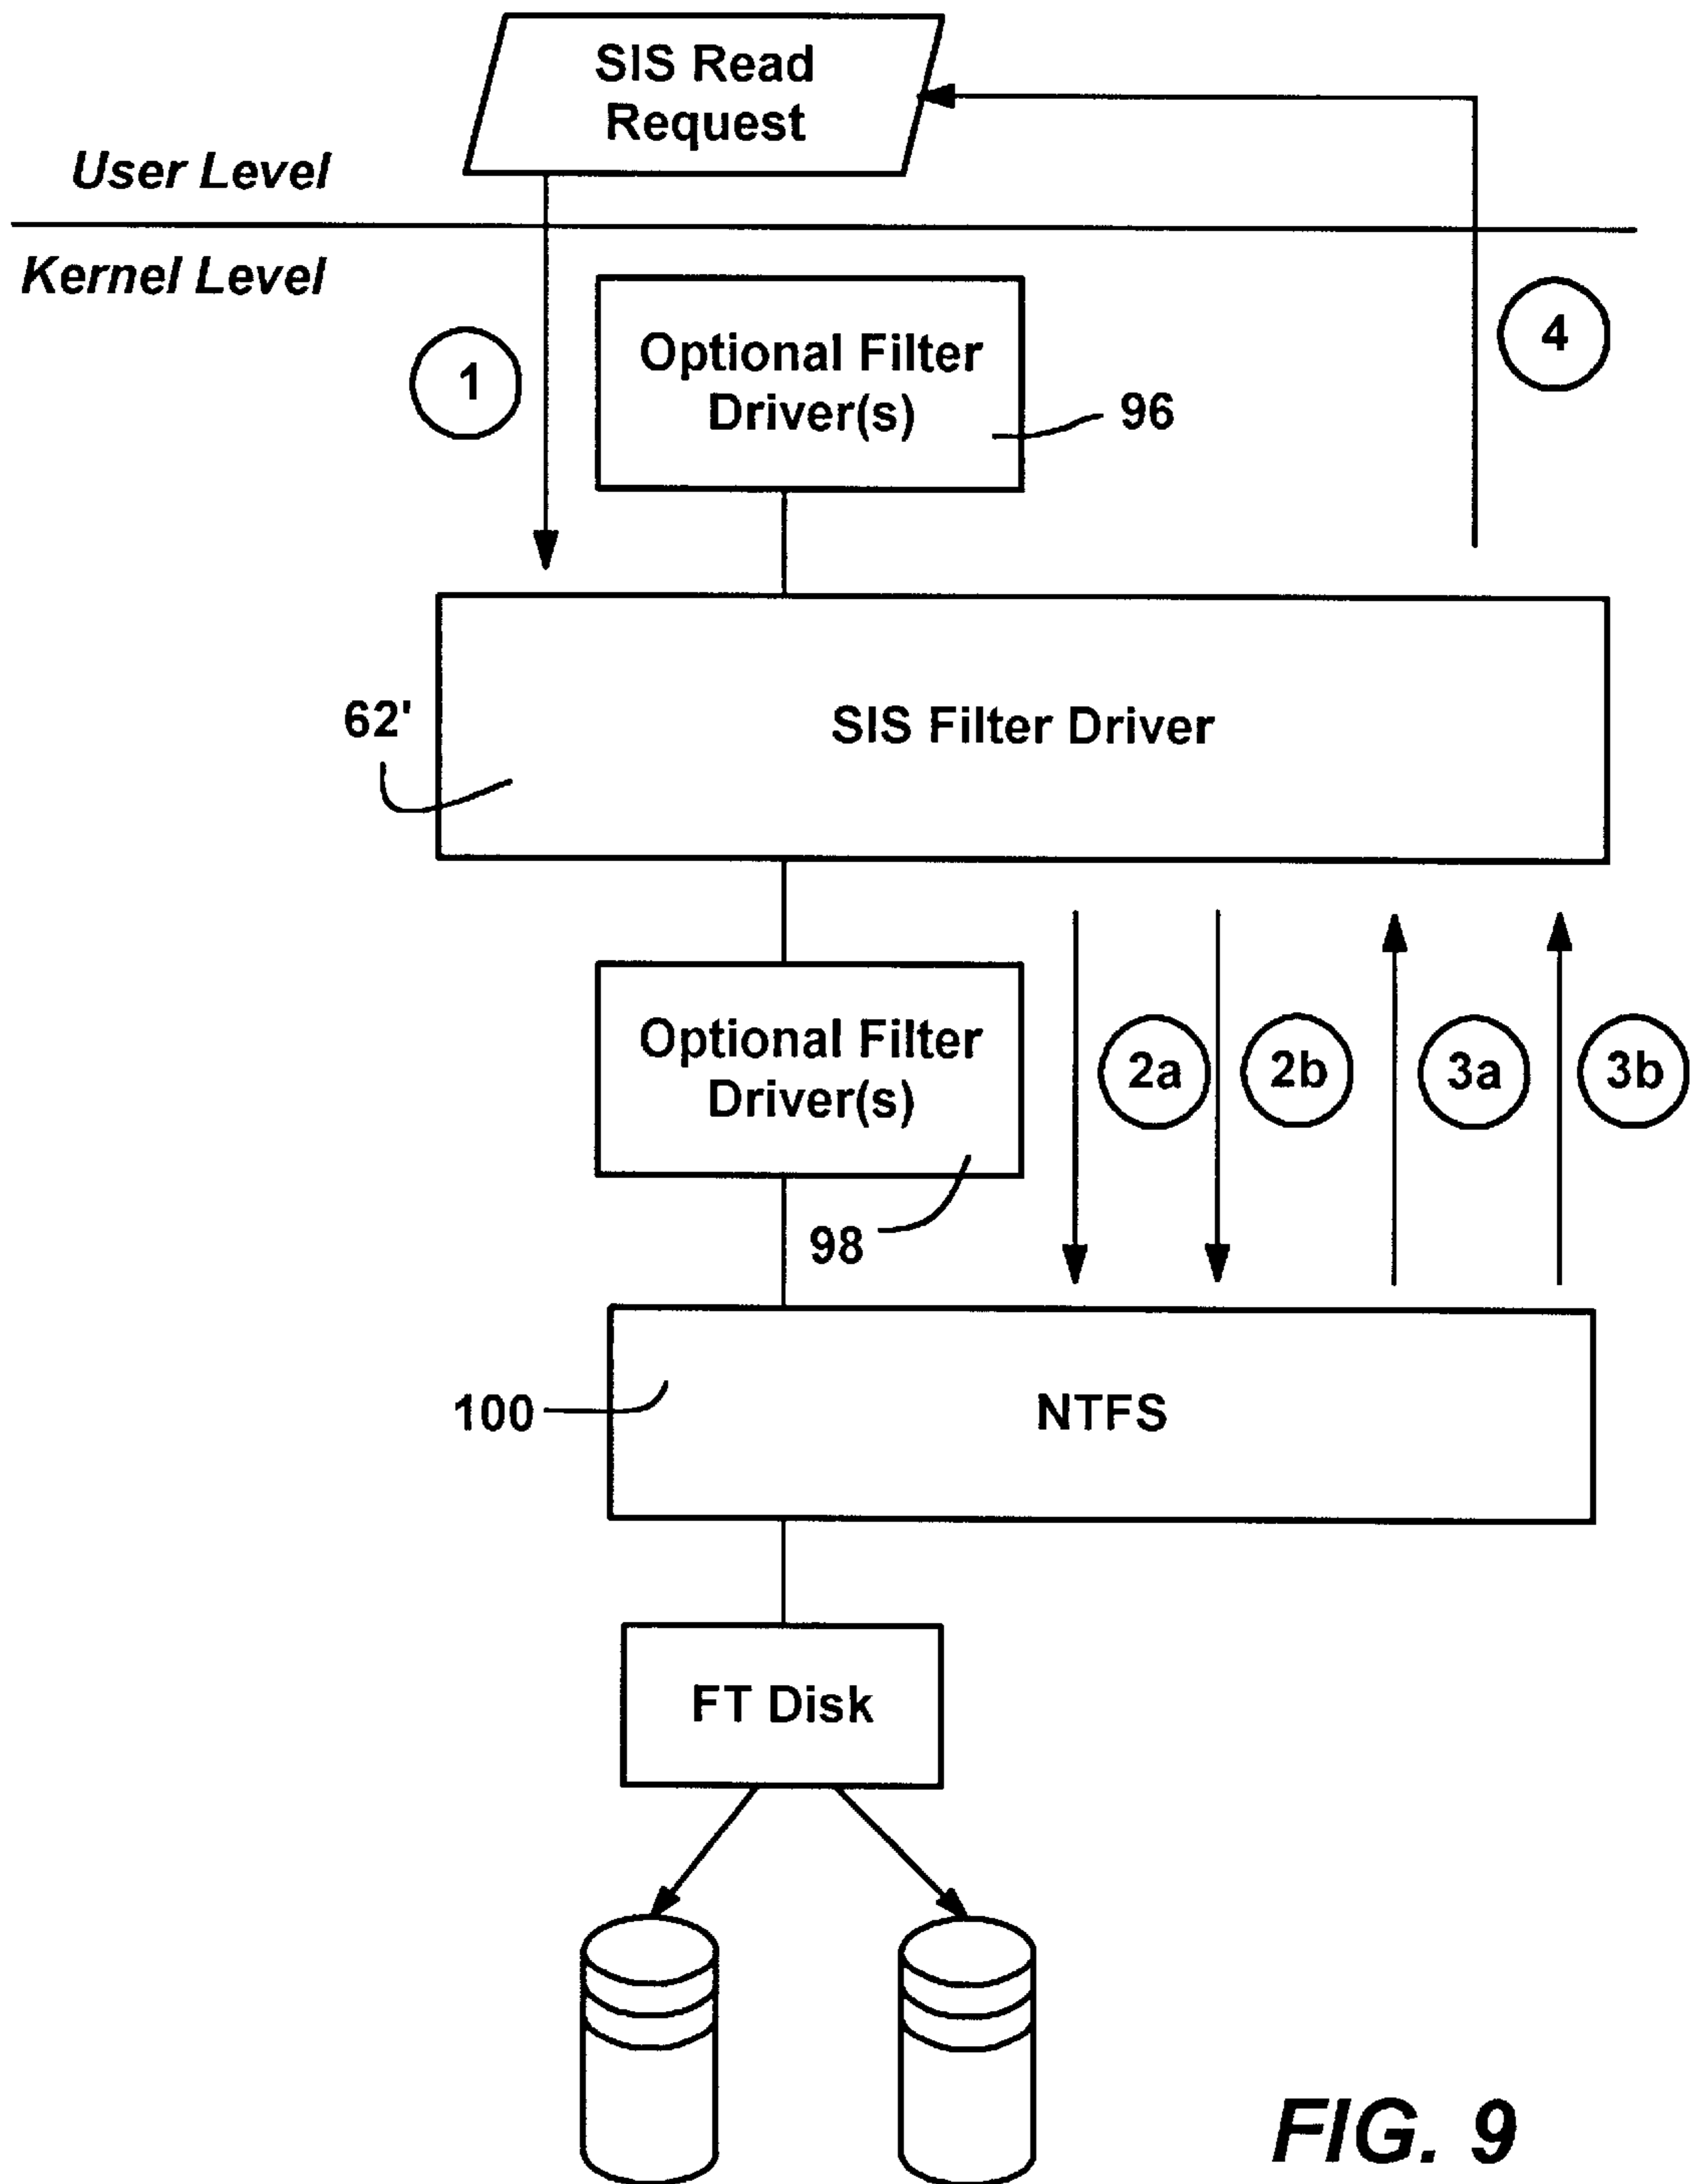 SIS Read
Request
User Level
Kernel Level
1
Optional Filter
Driver(s)
96
4
62'
SIS Filter Driver
Optional Filter
Driver(s)
98
2a
2b
3a
3b
100
NTFS
FT Disk
FIG. 9